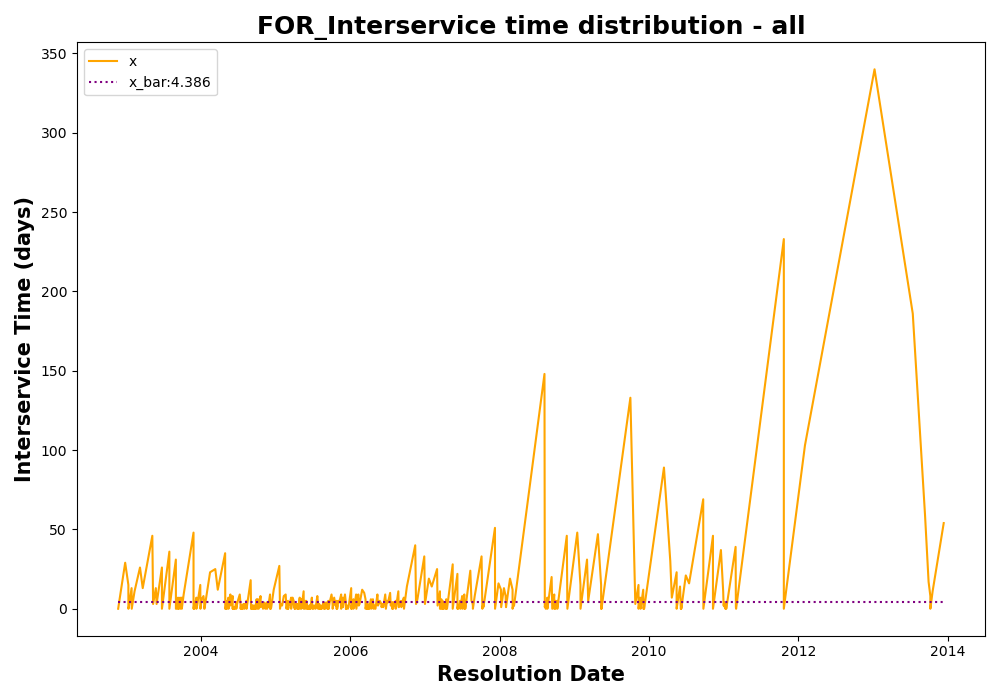 FOR_Interservice time distribution - all
x
x_bar:4.386
350
300
250
200
150
100
50
0
Interservice Time (days)
2004 2006 2008 2010 2012 2014
Resolution Date